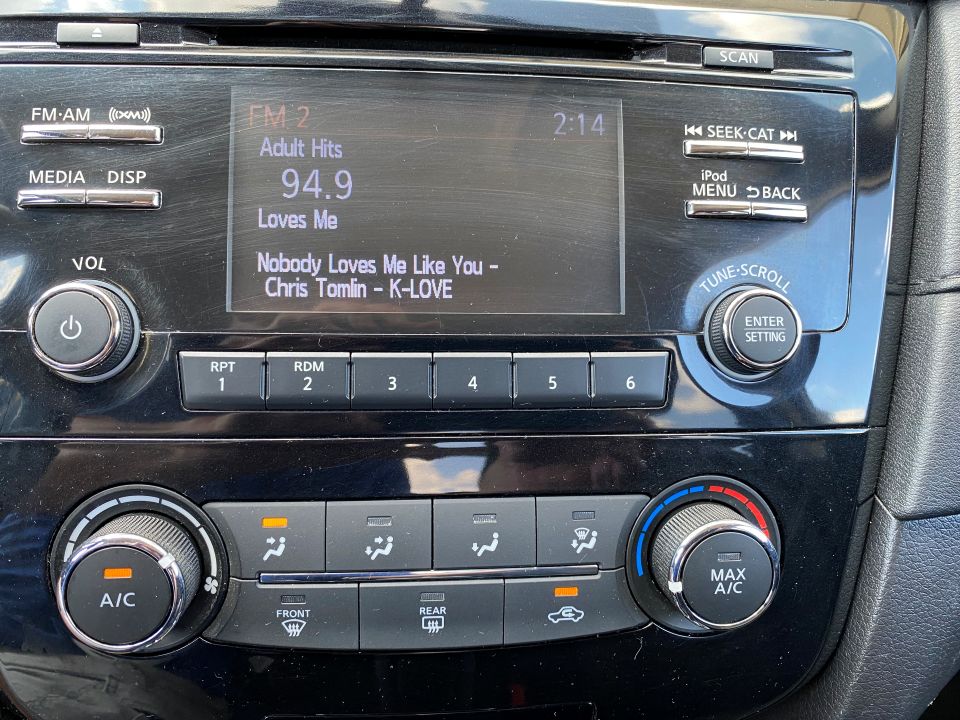 SCAN
FM·AM
((XM))
FM 2
2:14
SEEK·CAT
Adult Hits
MEDIA
DISP
94.9
iPod
MENU
BACK
Loves Me
VOL
Nobody Loves Me Like You -
Chris Tomlin - K-LOVE
TUNE·SCROLL
ENTER
SETTING
RPT
1
RDM
2
3
4
5
6
A/C
MAX
A/C
FRONT
REAR